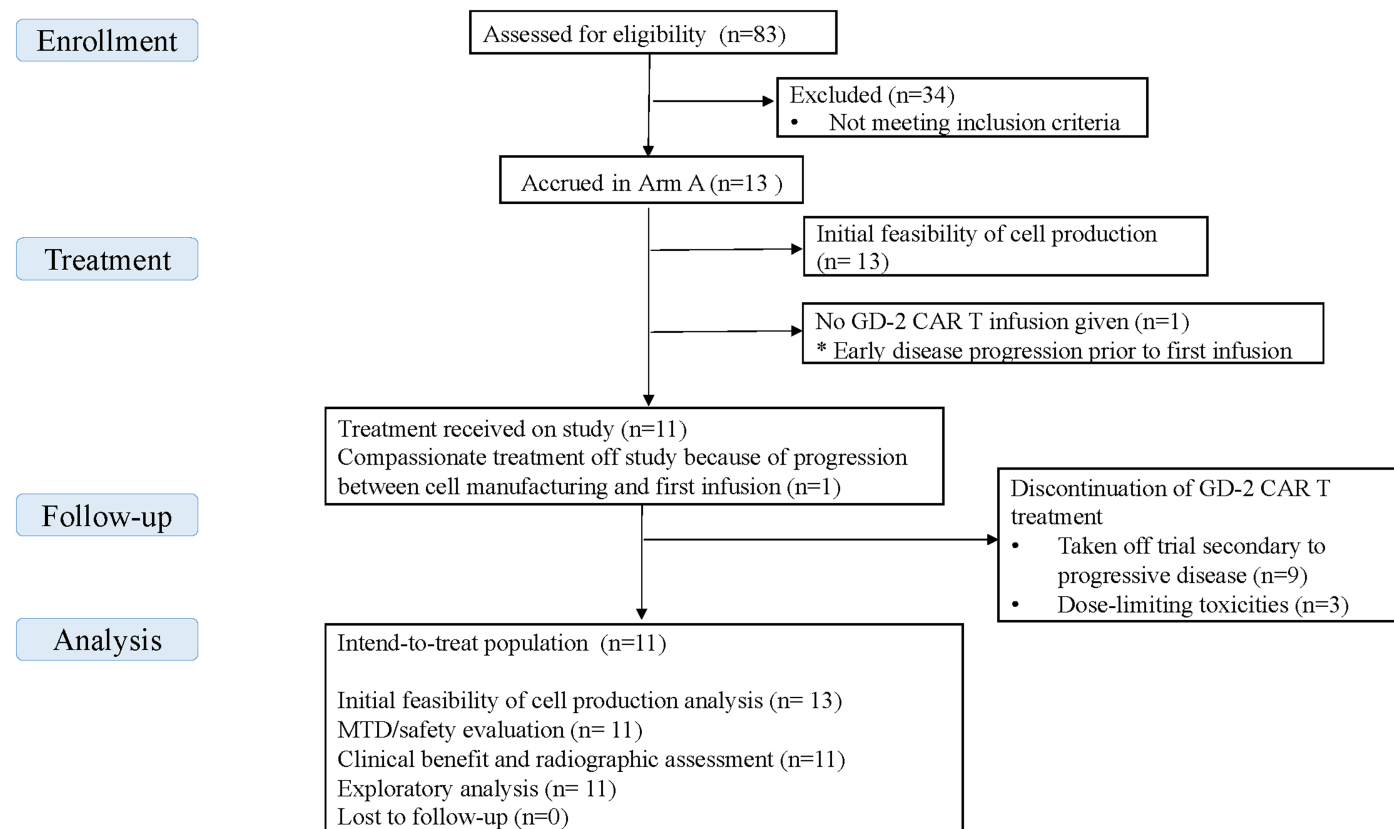 Enrollment
Assessed for eligibility (n=83)
Excluded (n=34)
• Not meeting inclusion criteria
Accrued in Arm A (n=13 )
Treatment
Initial feasibility of cell production
(n= 13)
No GD-2 CAR T infusion given (n=1)
* Early disease progression prior to first infusion
Treatment received on study (n=11)
Compassionate treatment off study because of progression
between cell manufacturing and first infusion (n=1)
Follow-up
Discontinuation of GD-2 CAR T
treatment
• Taken off trial secondary to
progressive disease (n=9)
• Dose-limiting toxicities (n=3)
Analysis
Intend-to-treat population (n=11)
Initial feasibility of cell production analysis (n= 13)
MTD/safety evaluation (n= 11)
Clinical benefit and radiographic assessment (n=11)
Exploratory analysis (n= 11)
Lost to follow-up (n=0)